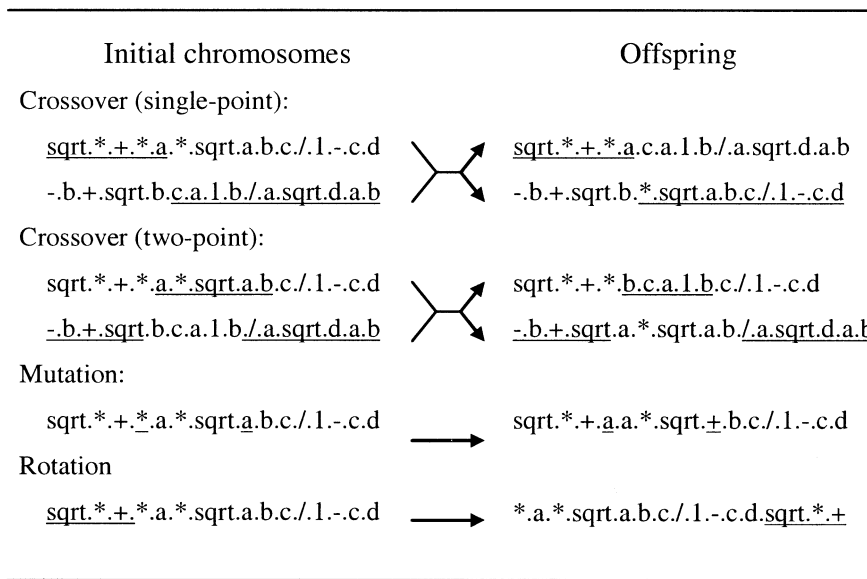 Initial chromosomes Offspring
Crossover (single-point):
sqrt.*.+.*.a.*.sqrt.a.b.c./.1.-.c.d sqrt.*.+.*.a.c.a.1.b./.a.sqrt.d.a.b
-.b.+.sqrt.b.c.a.1.b./.a.sqrt.d.a.b -.b.+.sqrt.b.*.sqrt.a.b.c./.1.-.c.d
Crossover (two-point):
sqrt.*.+.*.a.*.sqrt.a.b.c./.1.-.c.d sqrt.*.+.*.b.c.a.1.b.c./.1.-.c.d
-.b.+.sqrt.b.c.a.1.b./.a.sqrt.d.a.b -.b.+.sqrt.a.*.sqrt.a.b./.a.sqrt.d.a.b
Mutation:
sqrt.*.+.*.a.*.sqrt.a.b.c./.1.-.c.d sqrt.*.+.a.a.*.sqrt.+.b.c./.1.-.c.d
Rotation
sqrt.*.+.*.a.*.sqrt.a.b.c./.1.-.c.d *.a.*.sqrt.a.b.c./.1.-.c.d.sqrt.*.+